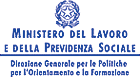 MINISTERO DEL LAVORO
E DELLA PREVIDENZA SOCIALE
Direzione Generale per le Politiche
per l'Orientamento e la Formazione